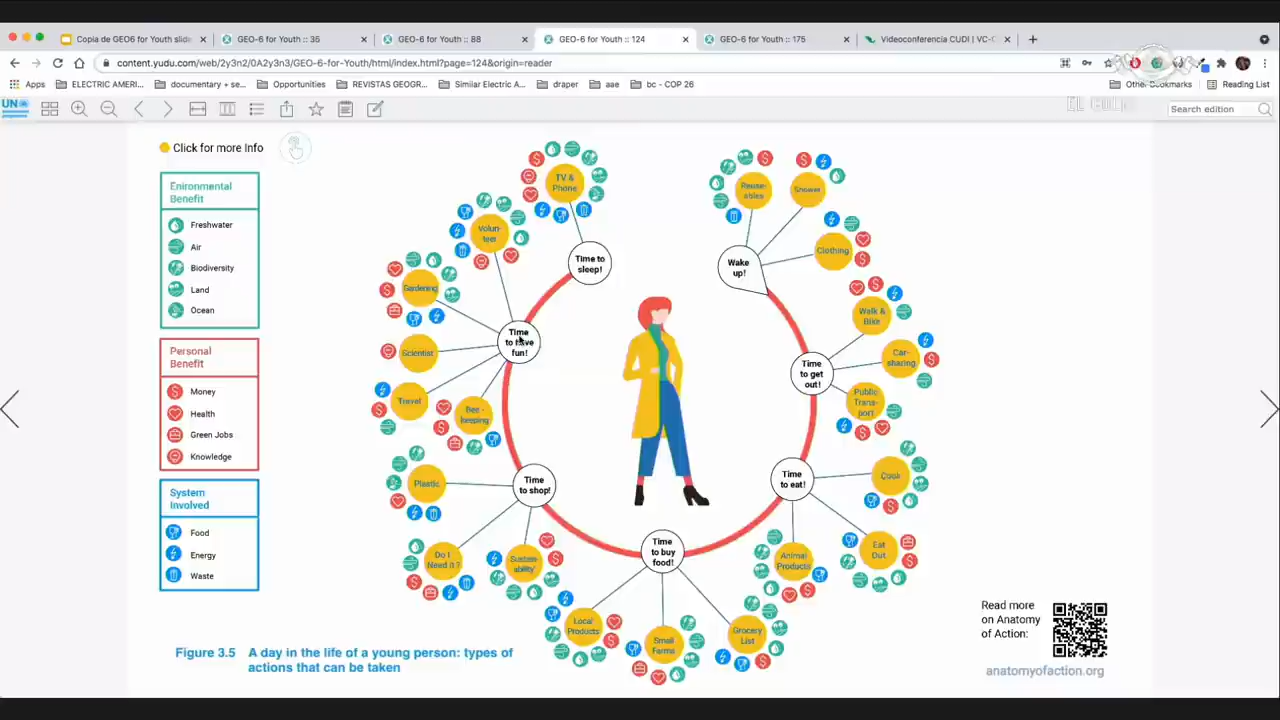 Copia de GEO6 for Youth slide
GEO-6 for Youth :: 35
GEO-6 for Youth :: 88
GEO-6 for Youth :: 124
GEO-6 for Youth :: 175
Videoconferencia CUDI | VC-C
content.yudu.com/web/2y3n2/0A2y3n3/GEO-6-for-Youth/html/index.html?page=124&origin=reader
Apps
ELECTRIC AMERI...
documentary + se...
Opportunities
REVISTAS GEOGR...
Similar Electric A...
draper
aae
bc - COP 26
Other Bookmarks
Reading List
UN
Search edition
Click for more Info
Enironmental
Benefit
Freshwater
Air
Biodiversity
Land
Ocean
Personal
Benefit
Money
Health
Green Jobs
Knowledge
System
Involved
Food
Energy
Waste
TV &
Phone
Volun-
teer
Time to
sleep!
Gardening
Time
to have
fun!
Scientist
Travel
Bee -
keeping
Plastic
Time
to shop!
Do I
Need it ?
Sustain-
ability
Reuse-
ables
Shower
Wake
up!
Clothing
Walk &
Bike
Car-
sharing
Time
to get
out!
Public
Trans-
port
Time
to eat!
Cook
Eat
Out
Animal
Products
Time
to buy
food!
Local
Products
Small
Farms
Grocery
List
Read more
on Anatomy
of Action:
anatomyofaction.org
Figure 3.5 A day in the life of a young person: types of
actions that can be taken